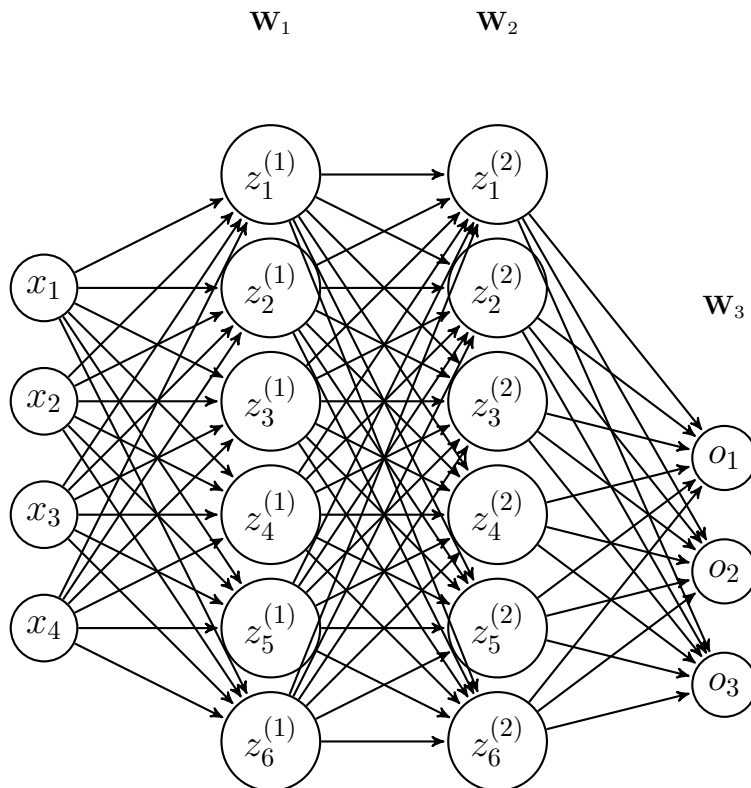 W₁ W₂
z₁⁽¹⁾ z₁⁽²⁾
x₁ z₂⁽¹⁾ z₂⁽²⁾
W₃
x₂ z₃⁽¹⁾ z₃⁽²⁾
o₁
x₃ z₄⁽¹⁾ z₄⁽²⁾
o₂
x₄ z₅⁽¹⁾ z₅⁽²⁾
o₃
z₆⁽¹⁾ z₆⁽²⁾